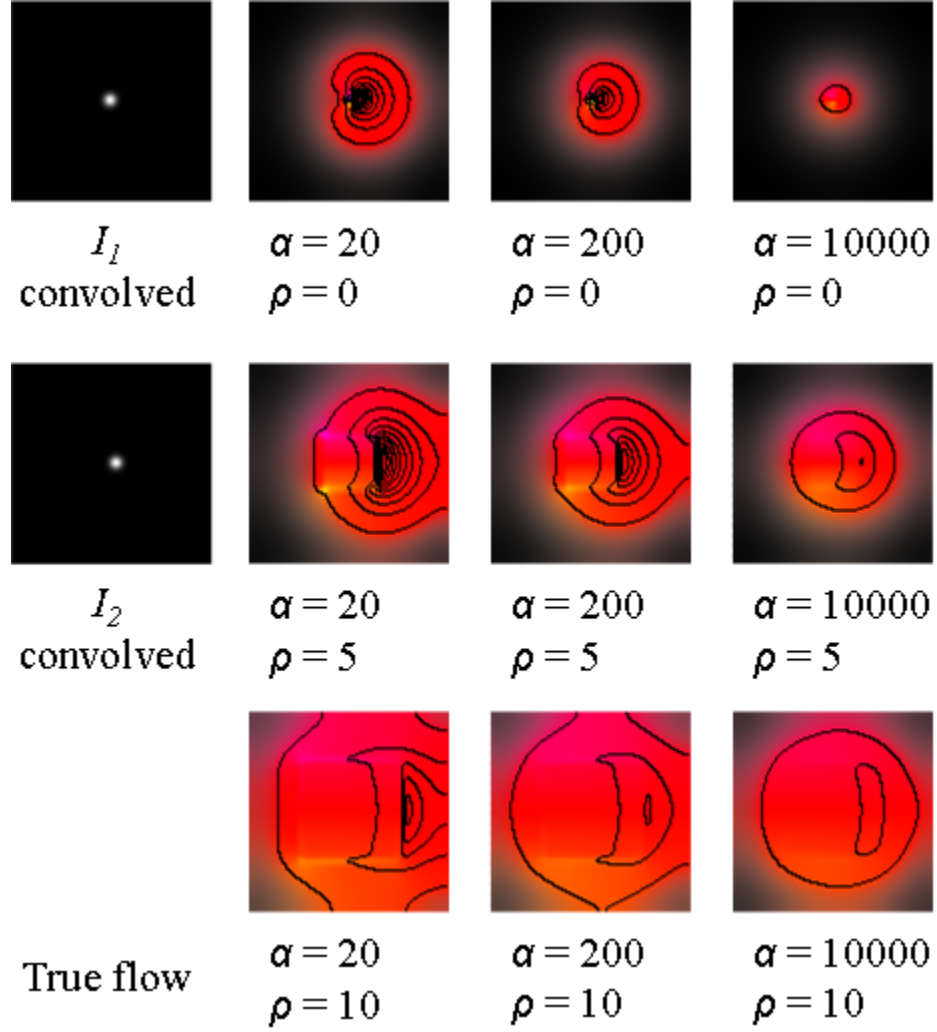 I1
convolved
α = 20
ρ = 0
α = 200
ρ = 0
α = 10000
ρ = 0
I2
convolved
α = 20
ρ = 5
α = 200
ρ = 5
α = 10000
ρ = 5
True flow
α = 20
ρ = 10
α = 200
ρ = 10
α = 10000
ρ = 10